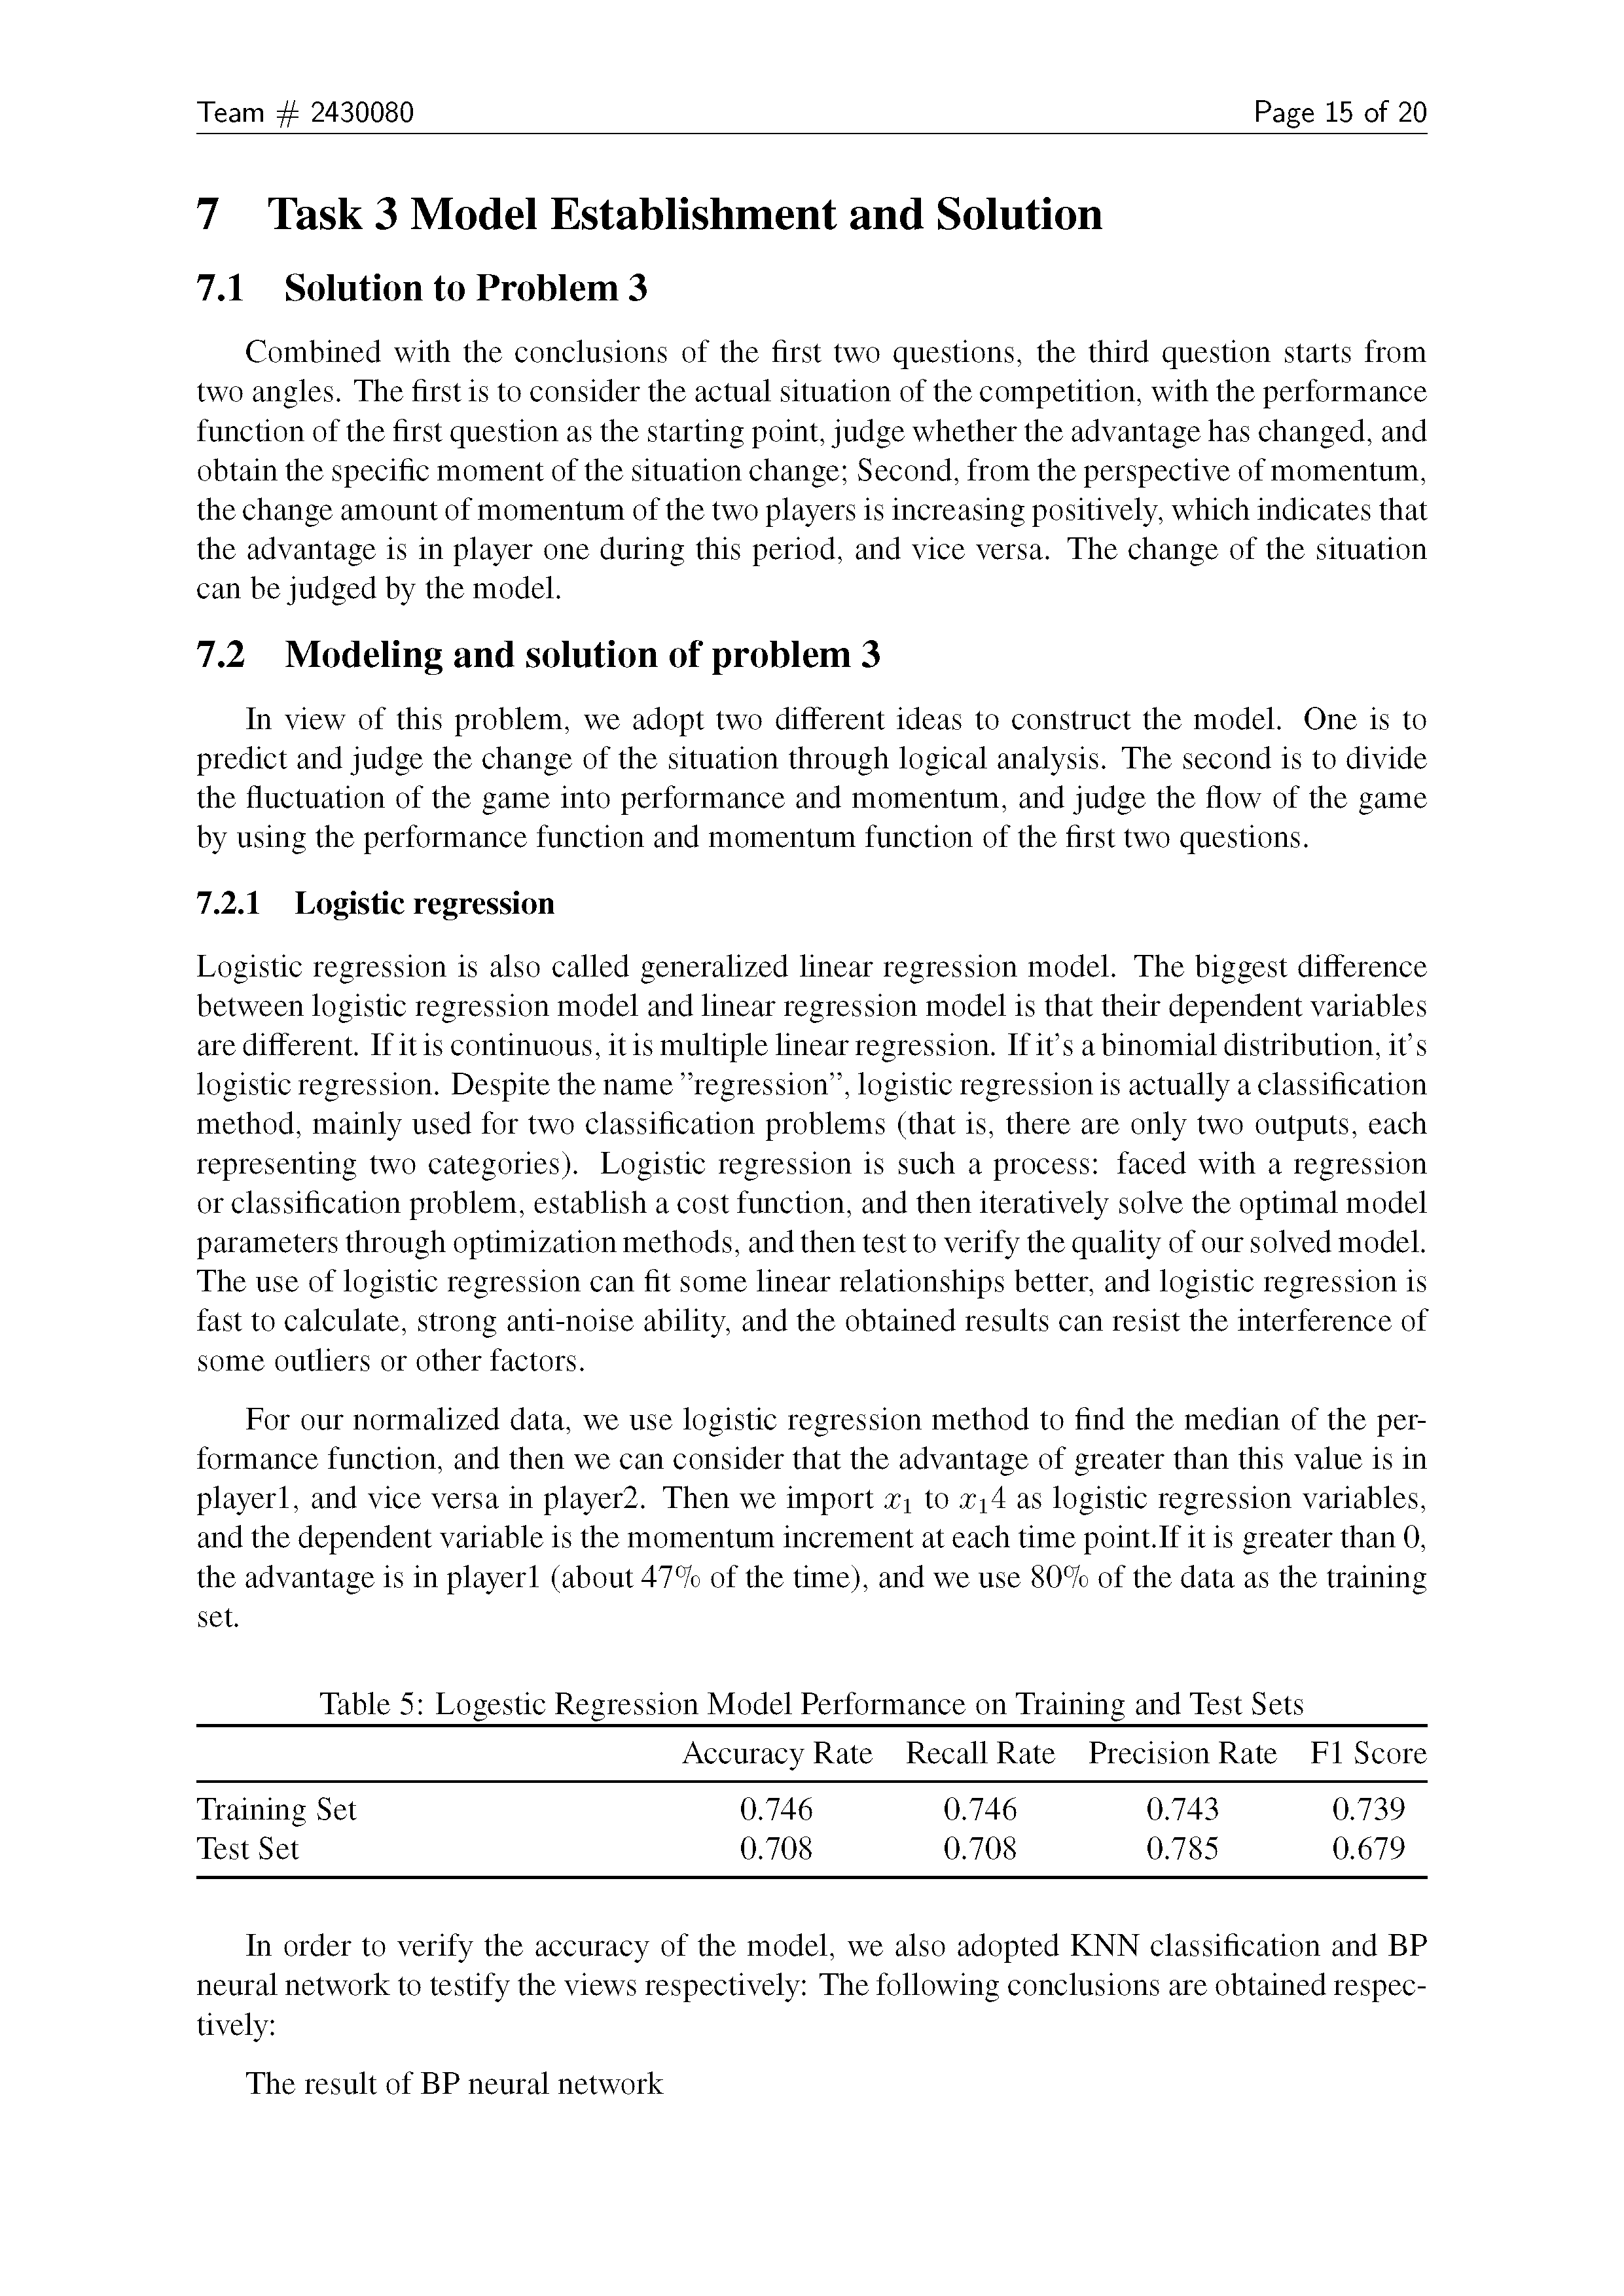 Team # 2430080 Page 15 of 20
7 Task 3 Model Establishment and Solution
7.1 Solution to Problem 3
Combined with the conclusions of the first two questions, the third question starts from
two angles. The first is to consider the actual situation of the competition, with the performance
function of the first question as the starting point, judge whether the advantage has changed, and
obtain the specific moment of the situation change; Second, from the perspective of momentum,
the change amount of momentum of the two players is increasing positively, which indicates that
the advantage is in player one during this period, and vice versa. The change of the situation
can be judged by the model.
7.2 Modeling and solution of problem 3
In view of this problem, we adopt two different ideas to construct the model. One is to
predict and judge the change of the situation through logical analysis. The second is to divide
the fluctuation of the game into performance and momentum, and judge the flow of the game
by using the performance function and momentum function of the first two questions.
7.2.1 Logistic regression
Logistic regression is also called generalized linear regression model. The biggest difference
between logistic regression model and linear regression model is that their dependent variables
are different. If it is continuous, it is multiple linear regression. If it's a binomial distribution, it's
logistic regression. Despite the name ”regression”, logistic regression is actually a classification
method, mainly used for two classification problems (that is, there are only two outputs, each
representing two categories). Logistic regression is such a process: faced with a regression
or classification problem, establish a cost function, and then iteratively solve the optimal model
parameters through optimization methods, and then test to verify the quality of our solved model.
The use of logistic regression can fit some linear relationships better, and logistic regression is
fast to calculate, strong anti-noise ability, and the obtained results can resist the interference of
some outliers or other factors.
For our normalized data, we use logistic regression method to find the median of the per-
formance function, and then we can consider that the advantage of greater than this value is in
player1, and vice versa in player2. Then we import x₁ to x₁4 as logistic regression variables,
and the dependent variable is the momentum increment at each time point.If it is greater than 0,
the advantage is in player1 (about 47% of the time), and we use 80% of the data as the training
set.
Table 5: Logestic Regression Model Performance on Training and Test Sets
Accuracy Rate Recall Rate Precision Rate F1 Score
Training Set 0.746 0.746 0.743 0.739
Test Set 0.708 0.708 0.785 0.679
In order to verify the accuracy of the model, we also adopted KNN classification and BP
neural network to testify the views respectively: The following conclusions are obtained respec-
tively:
The result of BP neural network